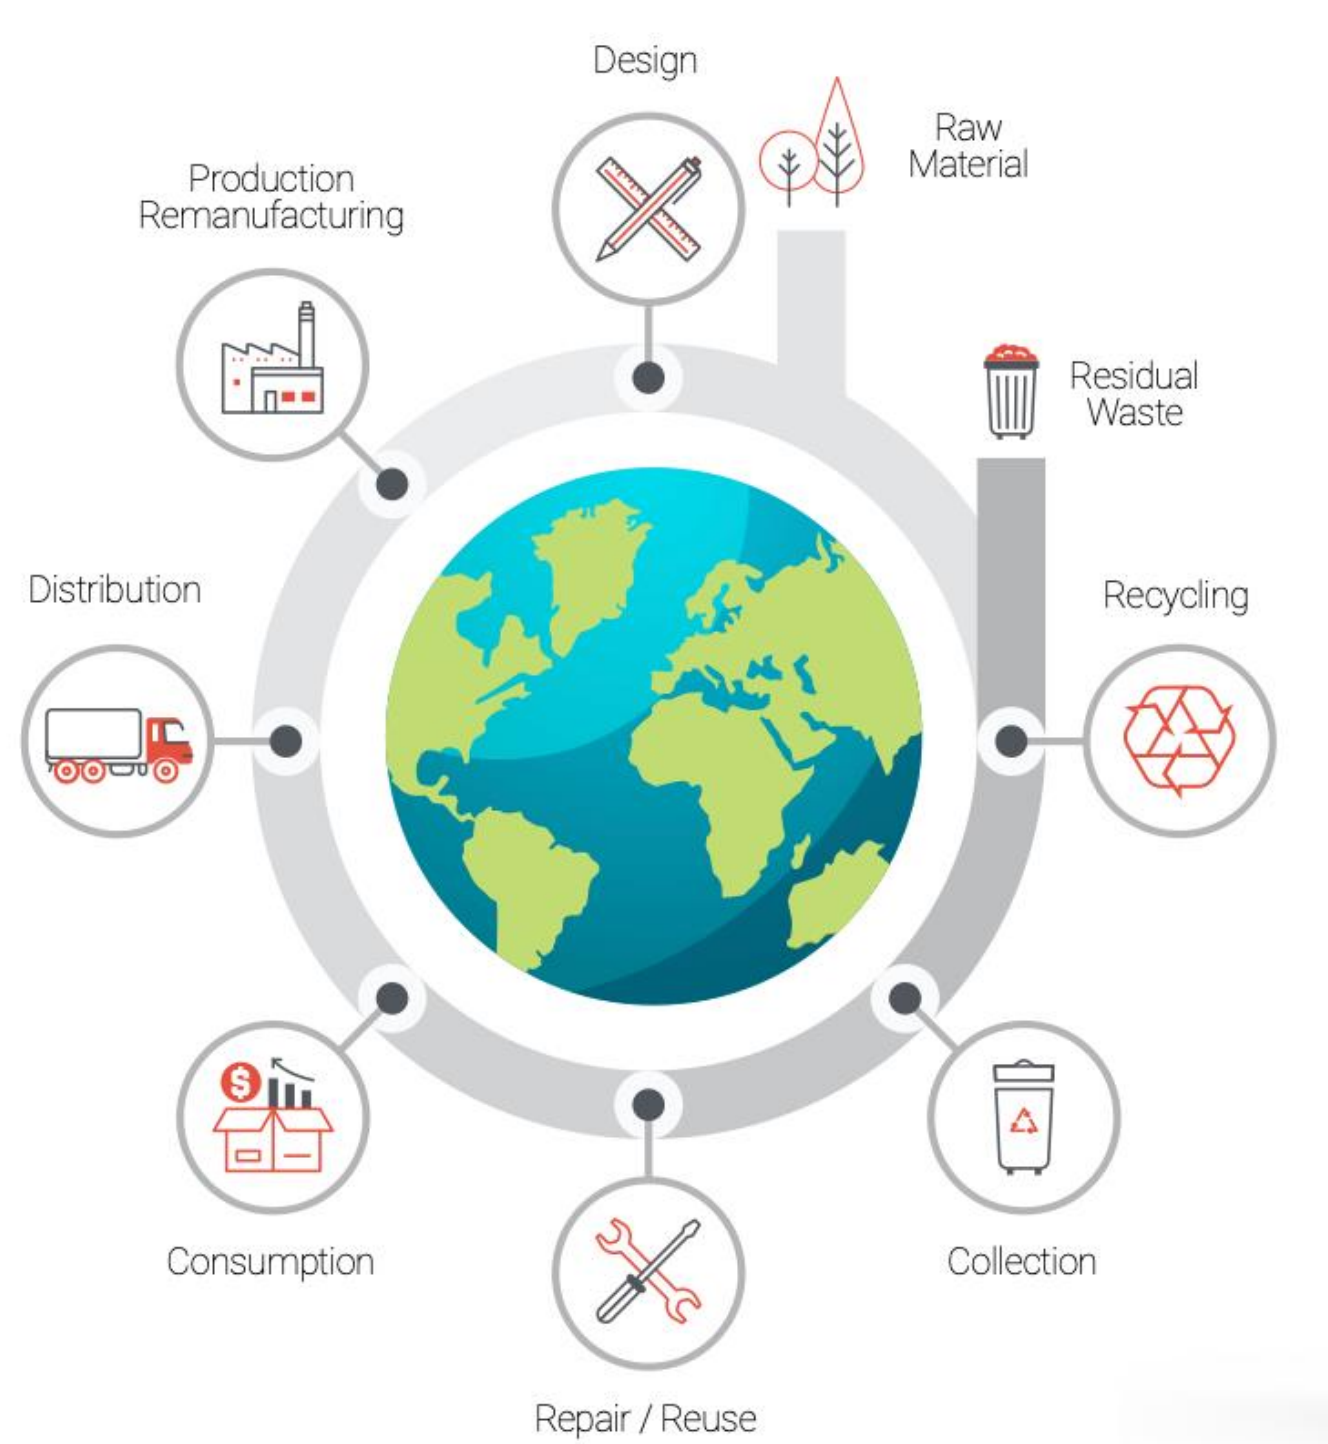 Design
Raw
Material
Production
Remanufacturing
Residual
Waste
Distribution
Recycling
$
Consumption
Collection
Repair / Reuse